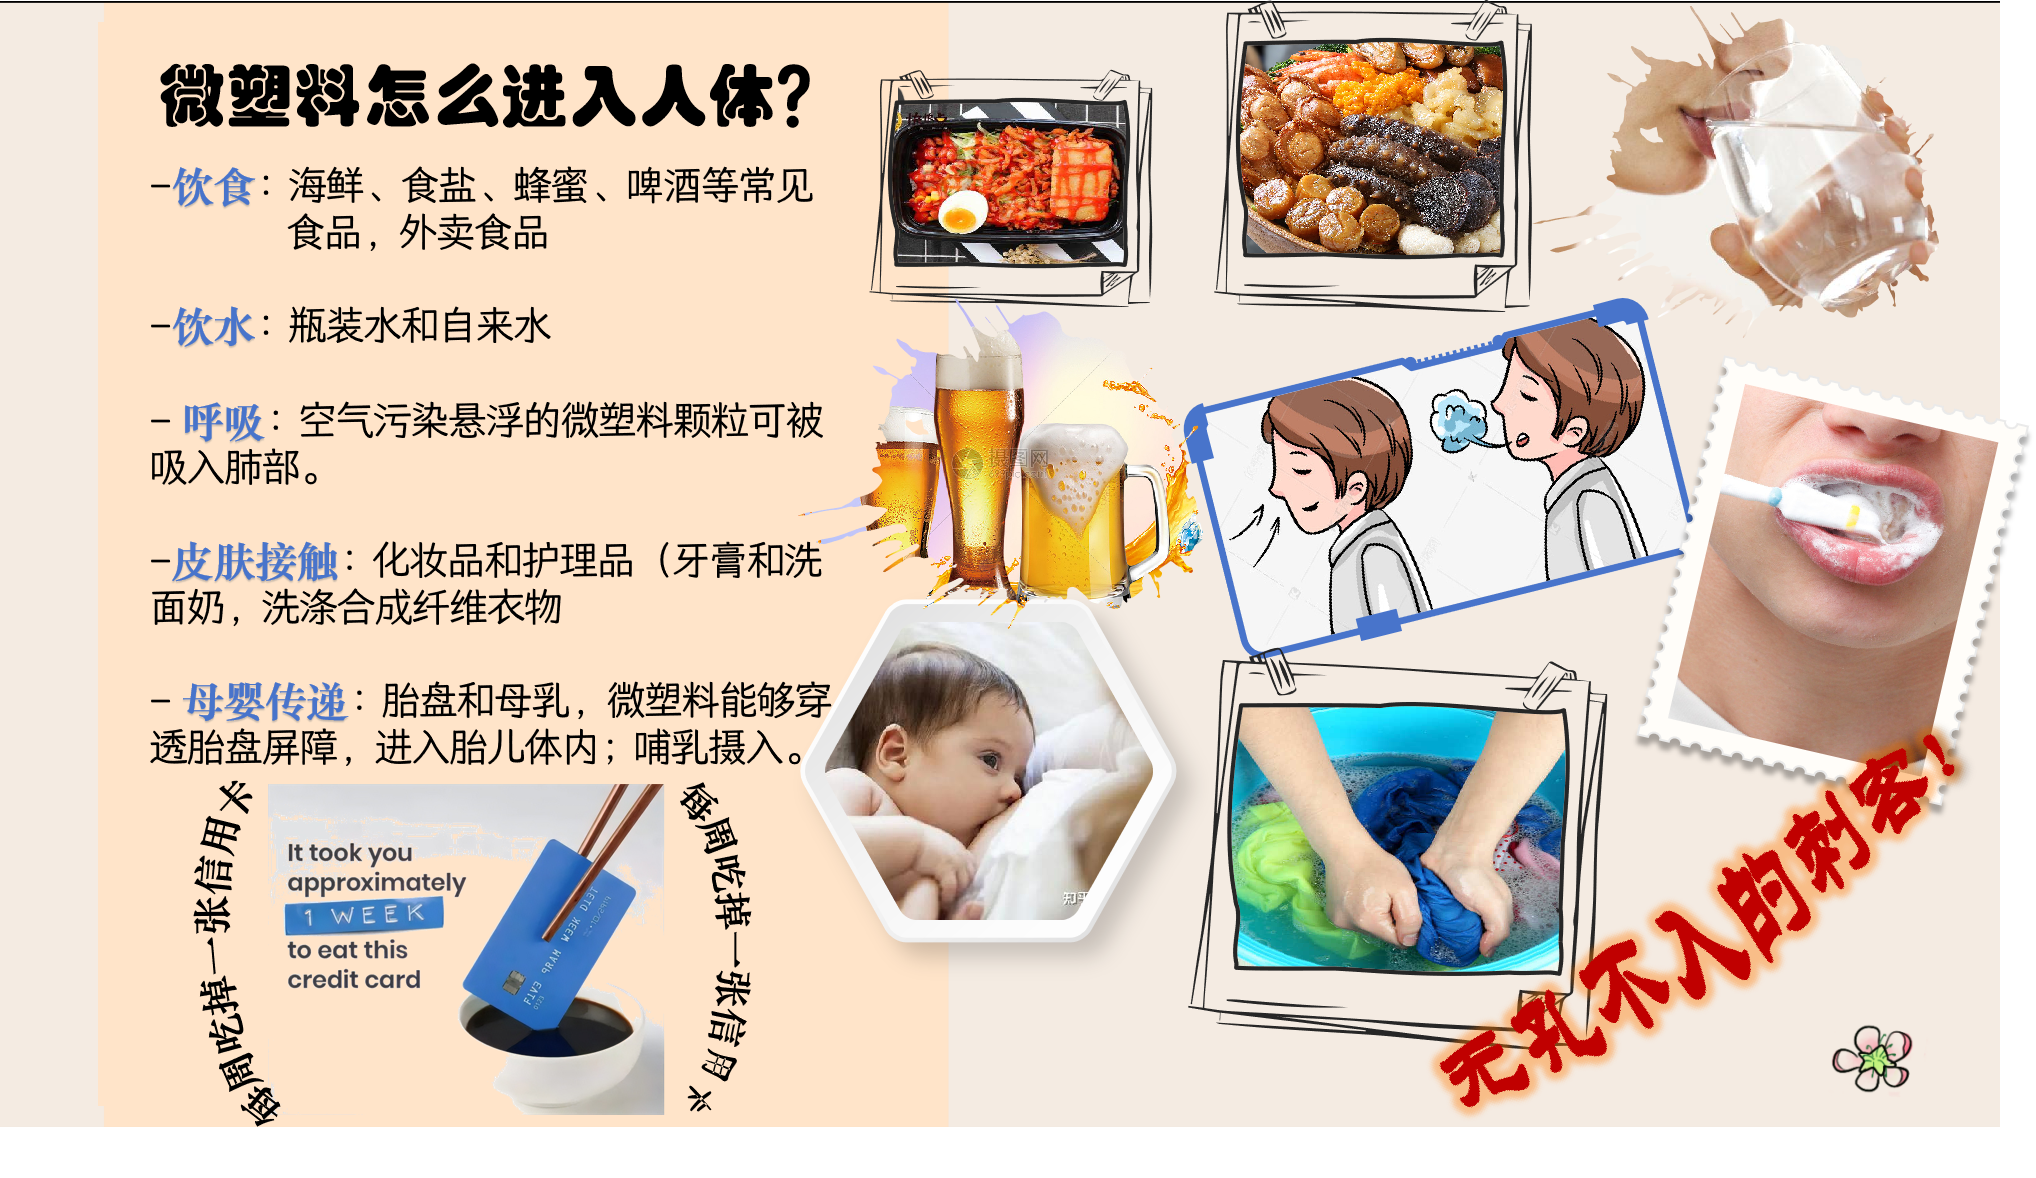 微塑料怎么进入人体?
-饮食：海鲜、食盐、蜂蜜、啤酒等常见
食品，外卖食品
-饮水：瓶装水和自来水
- 呼吸：空气污染悬浮的微塑料颗粒可被
吸入肺部。
-皮肤接触：化妆品和护理品（牙膏和洗
面奶，洗涤合成纤维衣物
- 母婴传递：胎盘和母乳，微塑料能够穿
透胎盘屏障，进入胎儿体内；哺乳摄入。
每周吃掉一张信用卡
It took you
approximately
1 WEEK
to eat this
credit card
每周吃掉一张信用卡
无孔不入的刺客!
摄图网
知乎